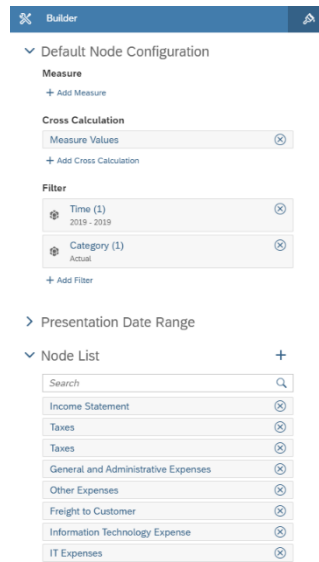 Builder
Default Node Configuration
Measure
+ Add Measure
Cross Calculation
Measure Values
+ Add Cross Calculation
Filter
Time (1)
2019 - 2019
Category (1)
Actual
+ Add Filter
Presentation Date Range
Node List
Search
Income Statement
Taxes
Taxes
General and Administrative Expenses
Other Expenses
Freight to Customer
Information Technology Expense
IT Expenses